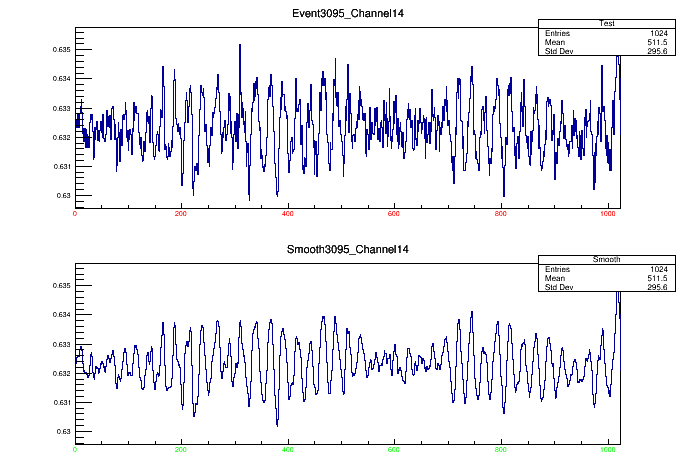 Event3095_Channel14
Test
Entries 1024
Mean 511.5
Std Dev 295.6
0.635
0.634
0.633
0.632
0.631
0.63
0 200 400 600 800 1000
Smooth3095_Channel14
Smooth
Entries 1024
Mean 511.5
Std Dev 295.6
0.635
0.634
0.633
0.632
0.631
0.63
0 200 400 600 800 1000